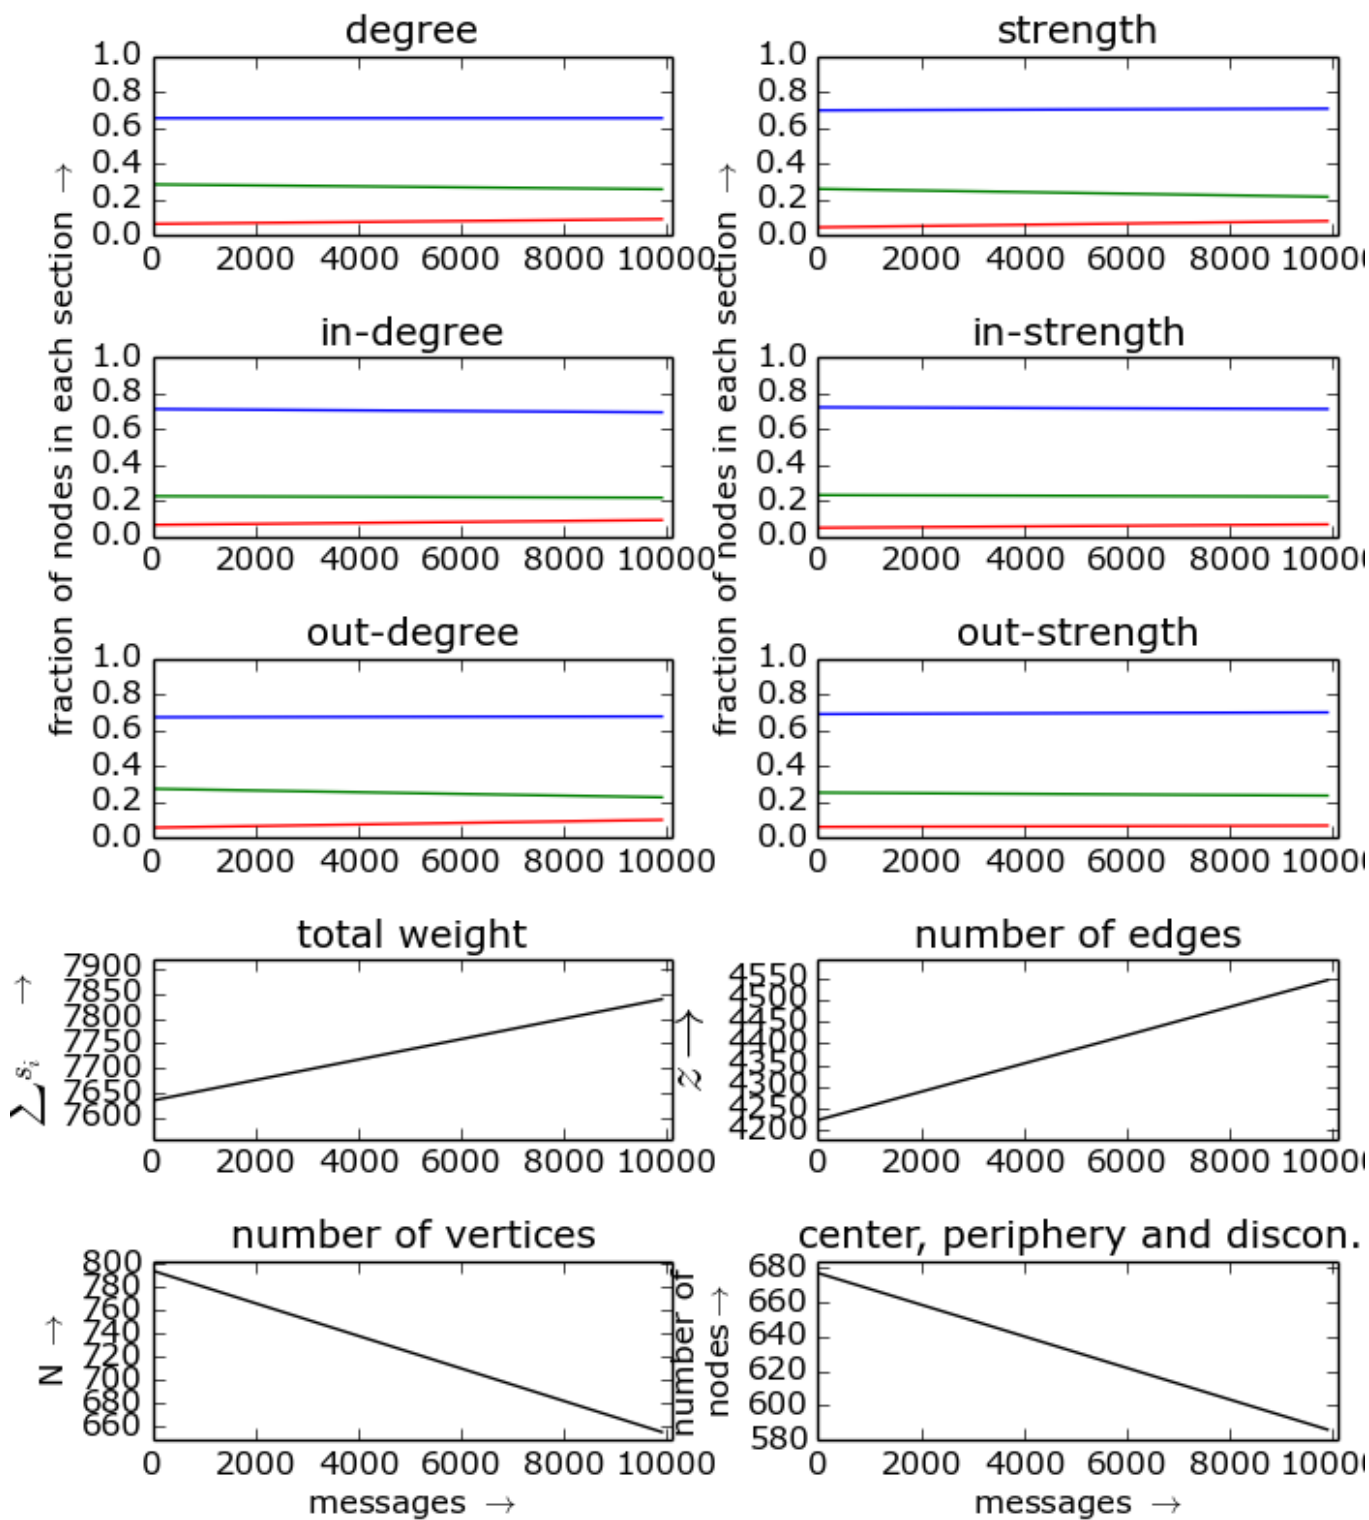 degree
strength
1.0
0.8
0.6
0.4
0.2
0.0
0 2000 4000 6000 8000 10000
1.0
0.8
0.6
0.4
0.2
0.0
0 2000 4000 6000 8000 1000
fraction of nodes in each section →
fraction of nodes in each section →
in-degree
in-strength
1.0
0.8
0.6
0.4
0.2
0.0
0 2000 4000 6000 8000 10000
1.0
0.8
0.6
0.4
0.2
0.0
0 2000 4000 6000 8000 1000
out-degree
out-strength
1.0
0.8
0.6
0.4
0.2
0.0
0 2000 4000 6000 8000 10000
1.0
0.8
0.6
0.4
0.2
0.0
0 2000 4000 6000 8000 1000
total weight
number of edges
∑ s_i →
7900
7850
7800
7750
7700
7650
7600
0 2000 4000 6000 8000 10000
z →
4550
4500
4450
4400
4350
4300
4250
4200
0 2000 4000 6000 8000 1000
number of vertices
center, periphery and discon.
N →
800
780
760
740
720
700
680
660
0 2000 4000 6000 8000 10000
messages →
number of
nodes →
680
660
640
620
600
580
0 2000 4000 6000 8000 1000
messages →